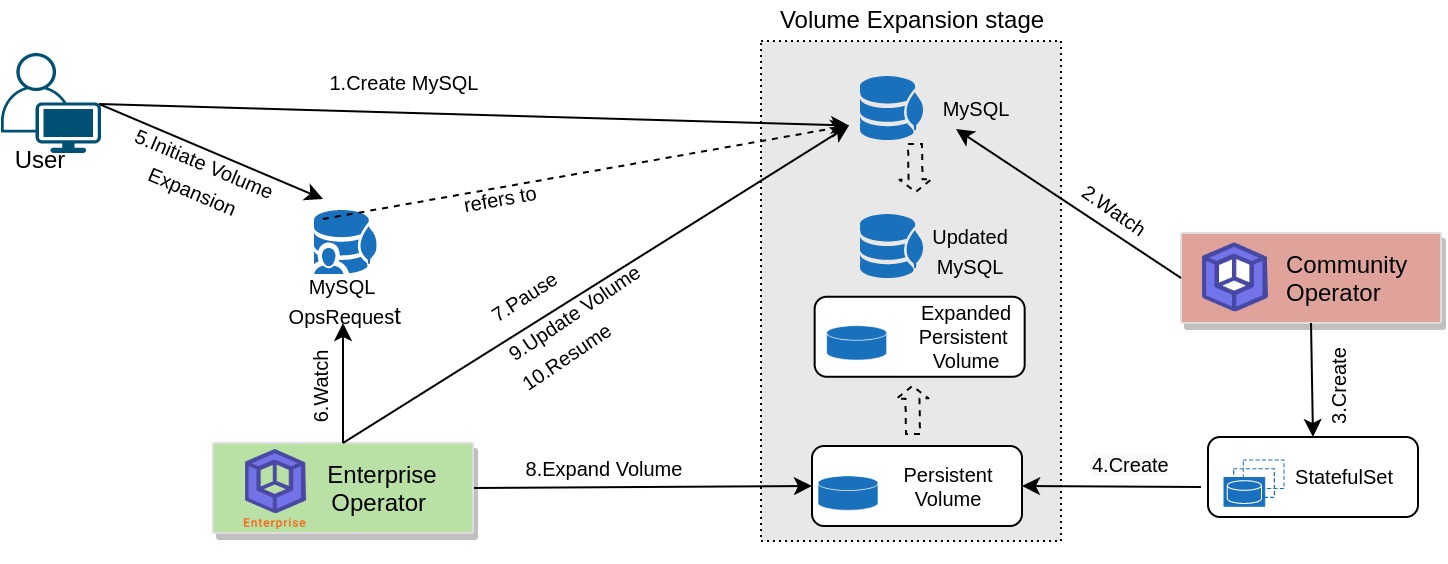 Volume Expansion stage
1.Create MySQL
MySQL
User
5.Initiate Volume
Expansion
refers to
2.Watch
Updated
MySQL
Community
Operator
MySQL
OpsRequest
7.Pause
9.Update Volume
10.Resume
Expanded
Persistent
Volume
6.Watch
3.Create
Enterprise
Operator
Enterprise
8.Expand Volume
Persistent
Volume
4.Create
StatefulSet